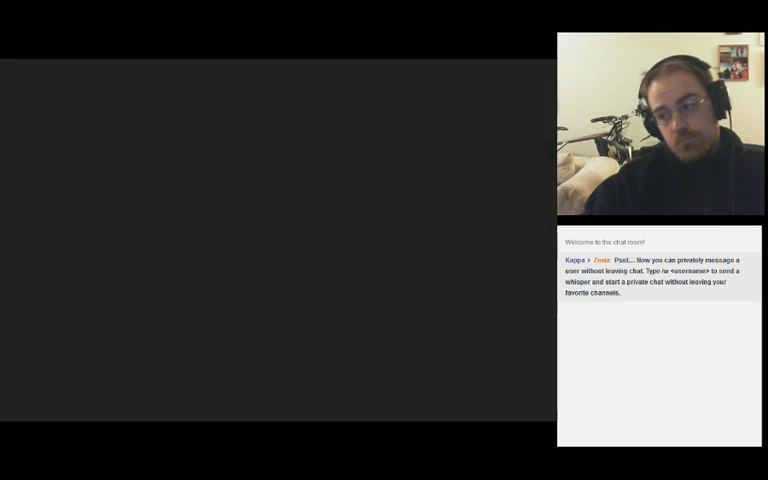 Welcome to the chat room!
Kappa ▸ Zevia: Psst... Now you can privately message a
user without leaving chat. Type /w <username> to send a
whisper and start a private chat without leaving your
favorite channels.